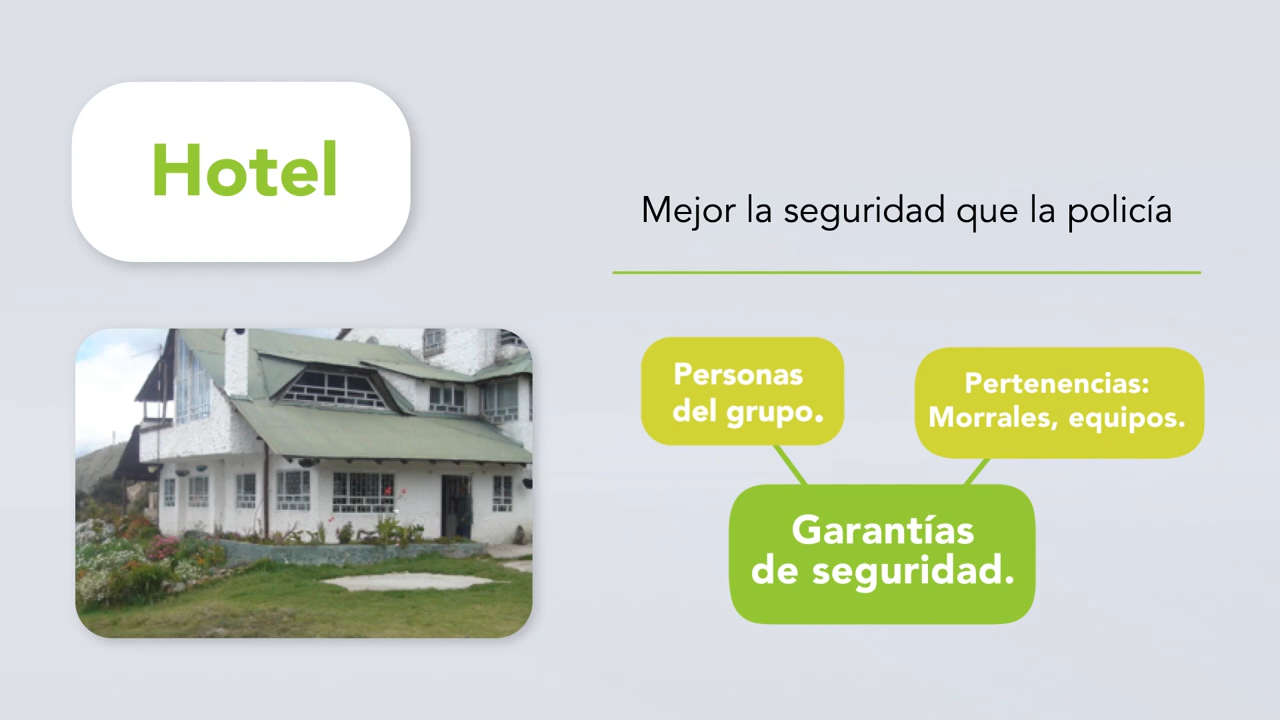 Hotel
Mejor la seguridad que la policía
Personas
del grupo.
Pertenencias:
Morrales, equipos.
Garantías
de seguridad.